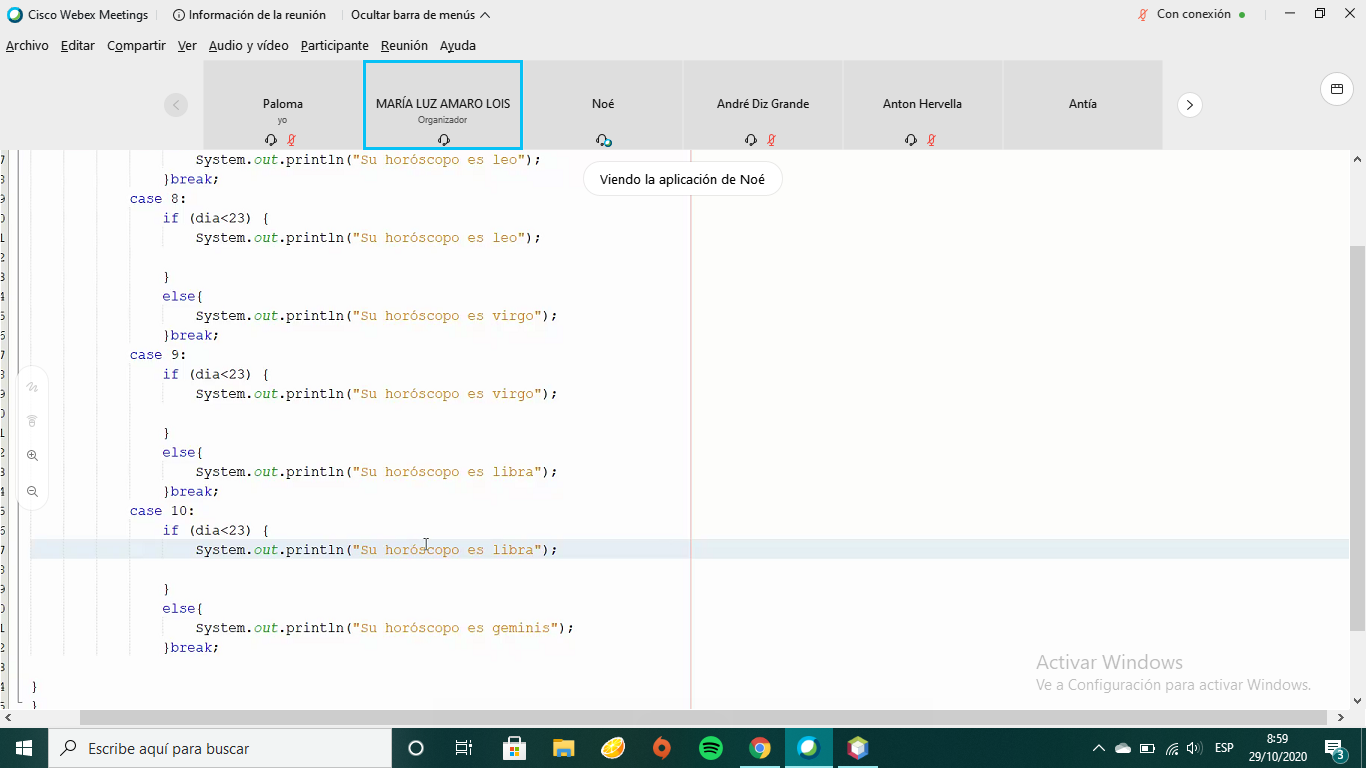 Cisco Webex Meetings
Información de la reunión
Ocultar barra de menús
Con conexión
Archivo Editar Compartir Ver Audio y vídeo Participante Reunión Ayuda
Paloma
yo
MARÍA LUZ AMARO LOIS
Organizador
Noé
André Diz Grande
Anton Hervella
Antía
Viendo la aplicación de Noé
System.out.println("Su horóscopo es leo");
}break;
case 8:
if (dia<23) {
System.out.println("Su horóscopo es leo");
}
else{
System.out.println("Su horóscopo es virgo");
}break;
case 9:
if (dia<23) {
System.out.println("Su horóscopo es virgo");
}
else{
System.out.println("Su horóscopo es libra");
}break;
case 10:
if (dia<23) {
System.out.println("Su horóscopo es libra");
}
else{
System.out.println("Su horóscopo es geminis");
}break;
}
}
Activar Windows
Ve a Configuración para activar Windows.
Escribe aquí para buscar
ESP
8:59
29/10/2020
3